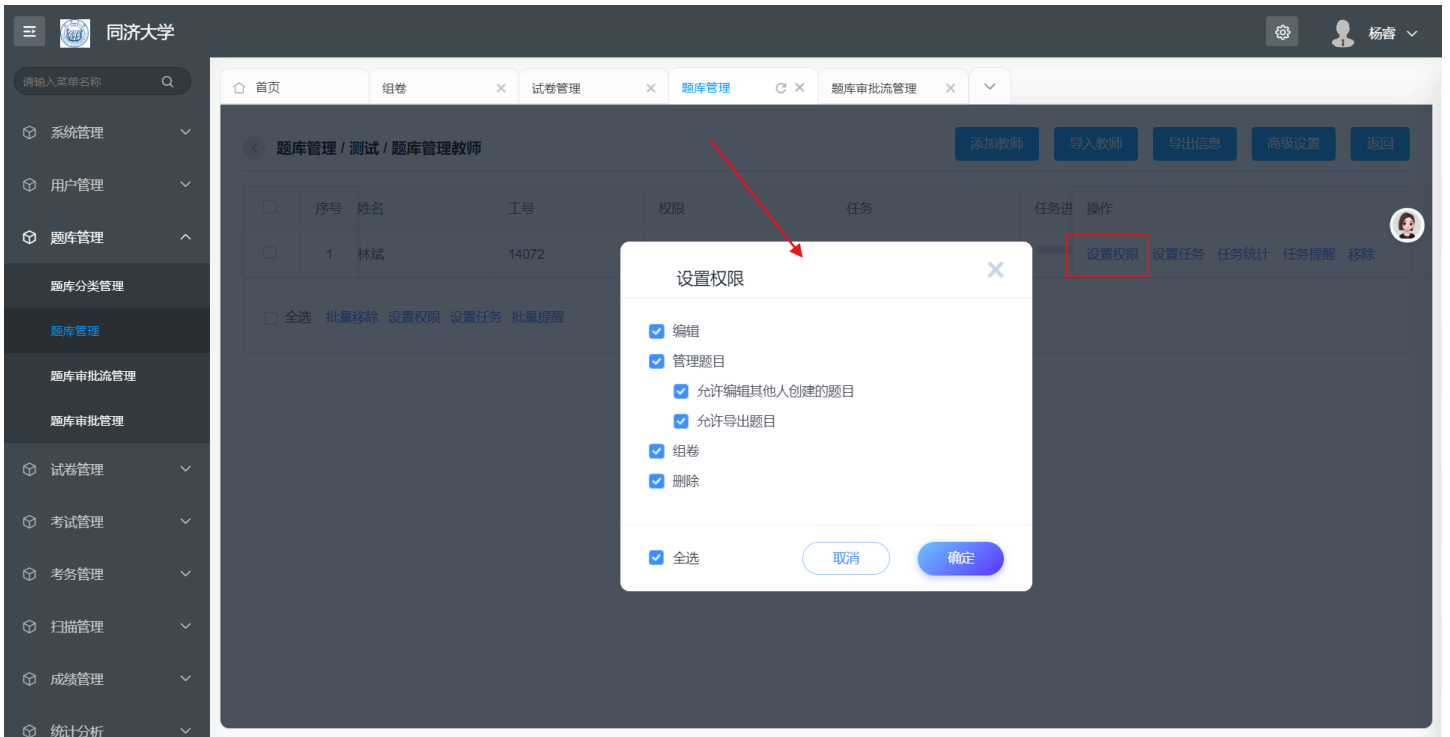 同济大学
杨睿
请输入菜单名称
首页 组卷 试卷管理 题库管理 题库审批流管理
系统管理
用户管理
题库管理
题库分类管理
题库管理
题库审批流管理
题库审批管理
试卷管理
考试管理
考务管理
扫描管理
成绩管理
统计分析
题库管理 / 测试 / 题库管理教师
添加教师 导入教师 导出信息 高级设置 返回
序号 姓名 工号 权限 任务 任务进 操作
1 林斌 14072 设置权限 设置任务 任务统计 任务提醒 移除
全选 批量移除 设置权限 设置任务 批量提醒
设置权限
编辑
管理题目
允许编辑其他人创建的题目
允许导出题目
组卷
删除
全选 取消 确定